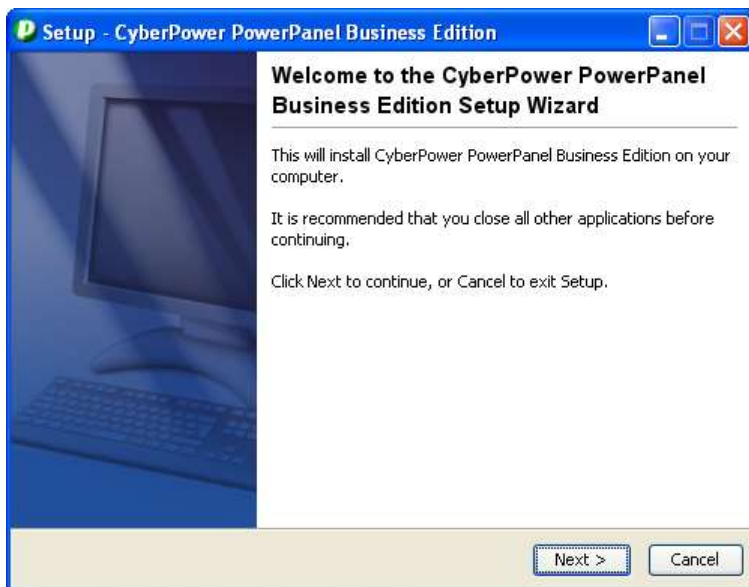 Setup - CyberPower PowerPanel Business Edition
Welcome to the CyberPower PowerPanel
Business Edition Setup Wizard
This will install CyberPower PowerPanel Business Edition on your
computer.
It is recommended that you close all other applications before
continuing.
Click Next to continue, or Cancel to exit Setup.
Next >
Cancel